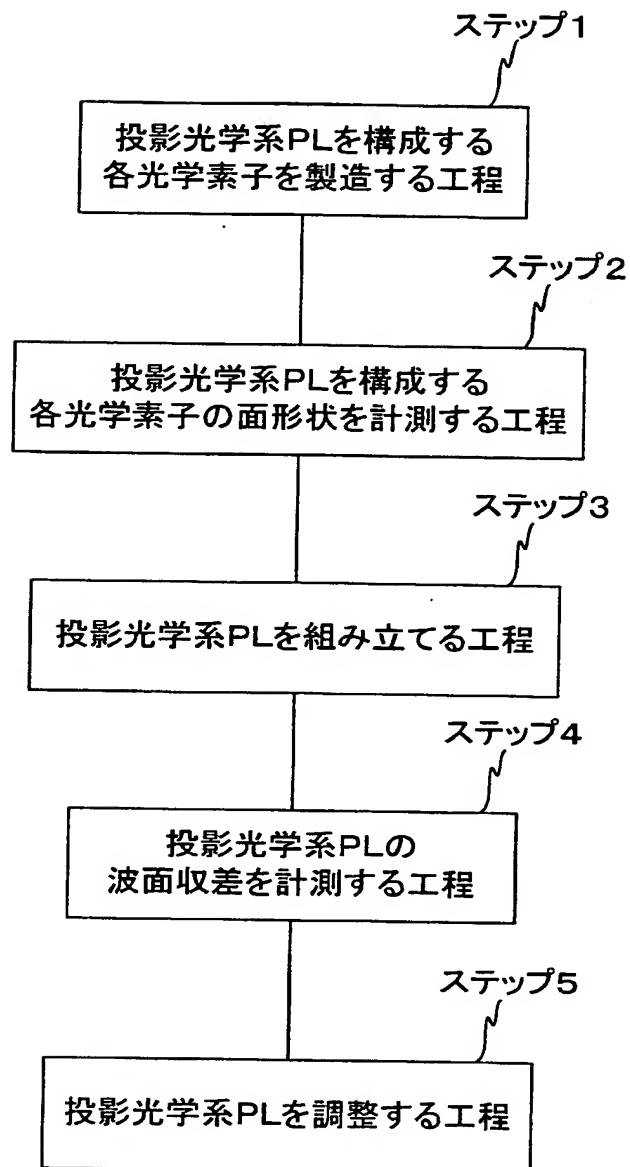 ステップ1
投影光学系PLを構成する
各光学素子を製造する工程
ステップ2
投影光学系PLを構成する
各光学素子の面形状を計測する工程
ステップ3
投影光学系PLを組み立てる工程
ステップ4
投影光学系PLの
波面収差を計測する工程
ステップ5
投影光学系PLを調整する工程